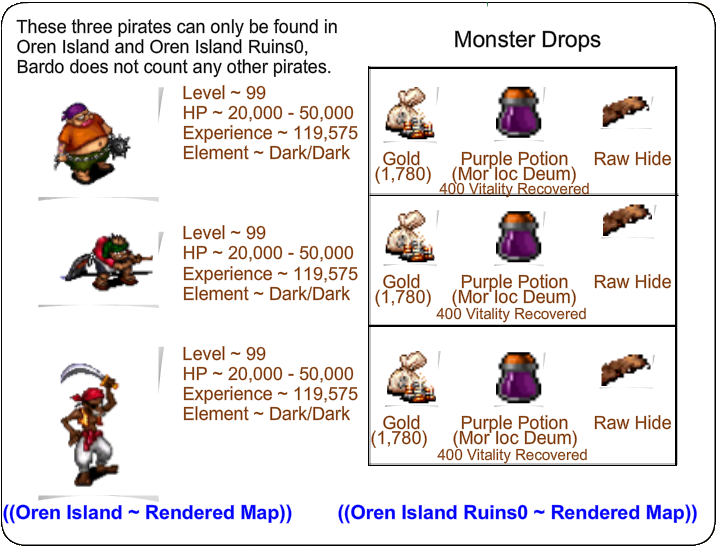 These three pirates can only be found in
Oren Island and Oren Island Ruins0,
Bardo does not count any other pirates.
Monster Drops
Level ~ 99
HP ~ 20,000 - 50,000
Experience ~ 119,575
Element ~ Dark/Dark
Gold
(1,780)
Purple Potion
(Mor Ioc Deum)
400 Vitality Recovered
Raw Hide
Level ~ 99
HP ~ 20,000 - 50,000
Experience ~ 119,575
Element ~ Dark/Dark
Gold
(1,780)
Purple Potion
(Mor Ioc Deum)
400 Vitality Recovered
Raw Hide
Level ~ 99
HP ~ 20,000 - 50,000
Experience ~ 119,575
Element ~ Dark/Dark
Gold
(1,780)
Purple Potion
(Mor Ioc Deum)
400 Vitality Recovered
Raw Hide
((Oren Island ~ Rendered Map))
((Oren Island Ruins0 ~ Rendered Map))